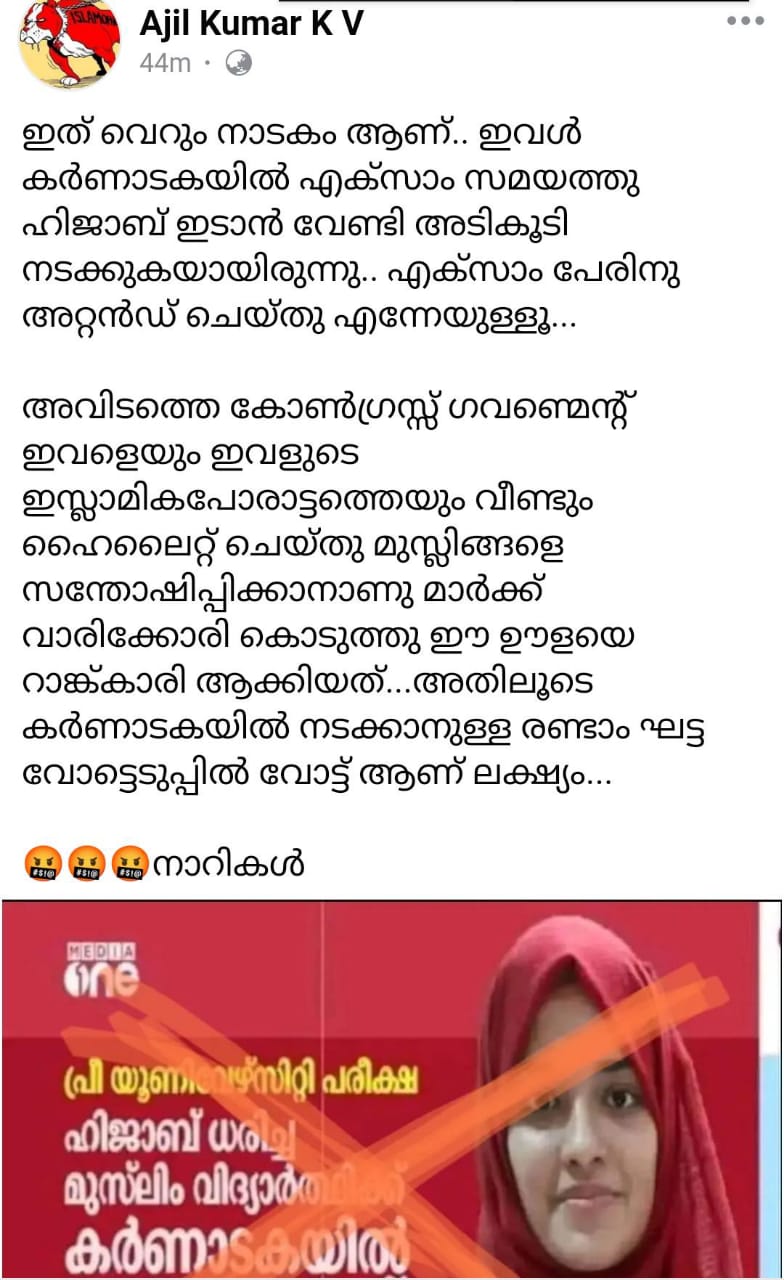 ISLAMOPH
Ajil Kumar K V
44m ·
ഇത് വെറും നാടകം ആണ്.. ഇവൾ
കർണാടകയിൽ എക്സാം സമയത്തു
ഹിജാബ് ഇടാൻ വേണ്ടി അടികൂടി
നടക്കുകയായിരുന്നു.. എക്സാം പേരിനു
അറ്റൻഡ് ചെയ്തു എന്നേയുള്ളൂ...
അവിടത്തെ കോൺഗ്രസ്സ് ഗവണ്മെന്റ്
ഇവളെയും ഇവളുടെ
ഇസ്ലാമികപോരാട്ടത്തെയും വീണ്ടും
ഹൈലൈറ്റ് ചെയ്തു മുസ്ലിങ്ങളെ
സന്തോഷിപ്പിക്കാനാണു മാർക്ക്
വാരിക്കോരി കൊടുത്തു ഈ ഊളയെ
റാങ്ക്കാരി ആക്കിയത്...അതിലൂടെ
കർണാടകയിൽ നടക്കാനുള്ള രണ്ടാം ഘട്ട
വോട്ടെടുപ്പിൽ വോട്ട് ആണ് ലക്ഷ്യം...
🤬🤬🤬നാറികൾ
MEDIA
one
പ്രീ യൂണിവേഴ്സിറ്റി പരീക്ഷ
ഹിജാബ് ധരിച്ച
മുസ്‌ലിം വിദ്യാർത്ഥിക്ക്
കർണാടകയിൽ